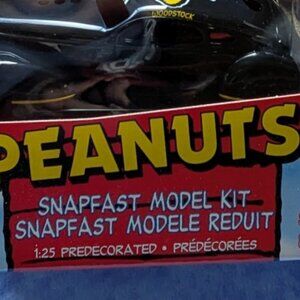 WOODSTOCK
PEANUTS
SNAPFAST MODEL KIT
SNAPFAST MODELE REDUIT
1:25 PREDECORATED • PRÉDÉCORÉES